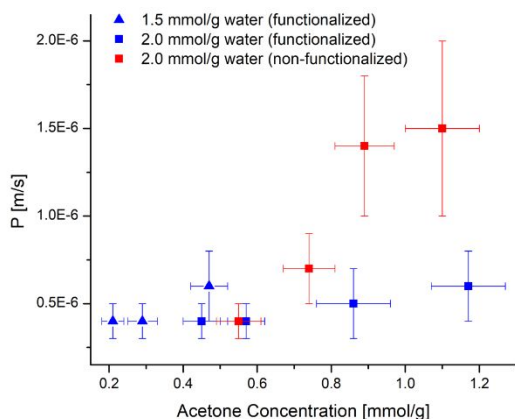 1.5 mmol/g water (functionalized)
2.0 mmol/g water (functionalized)
2.0 mmol/g water (non-functionalized)
2.0E-6
1.5E-6
1.0E-6
0.5E-6
P [m/s]
0.2 0.4 0.6 0.8 1.0 1.2
Acetone Concentration [mmol/g]